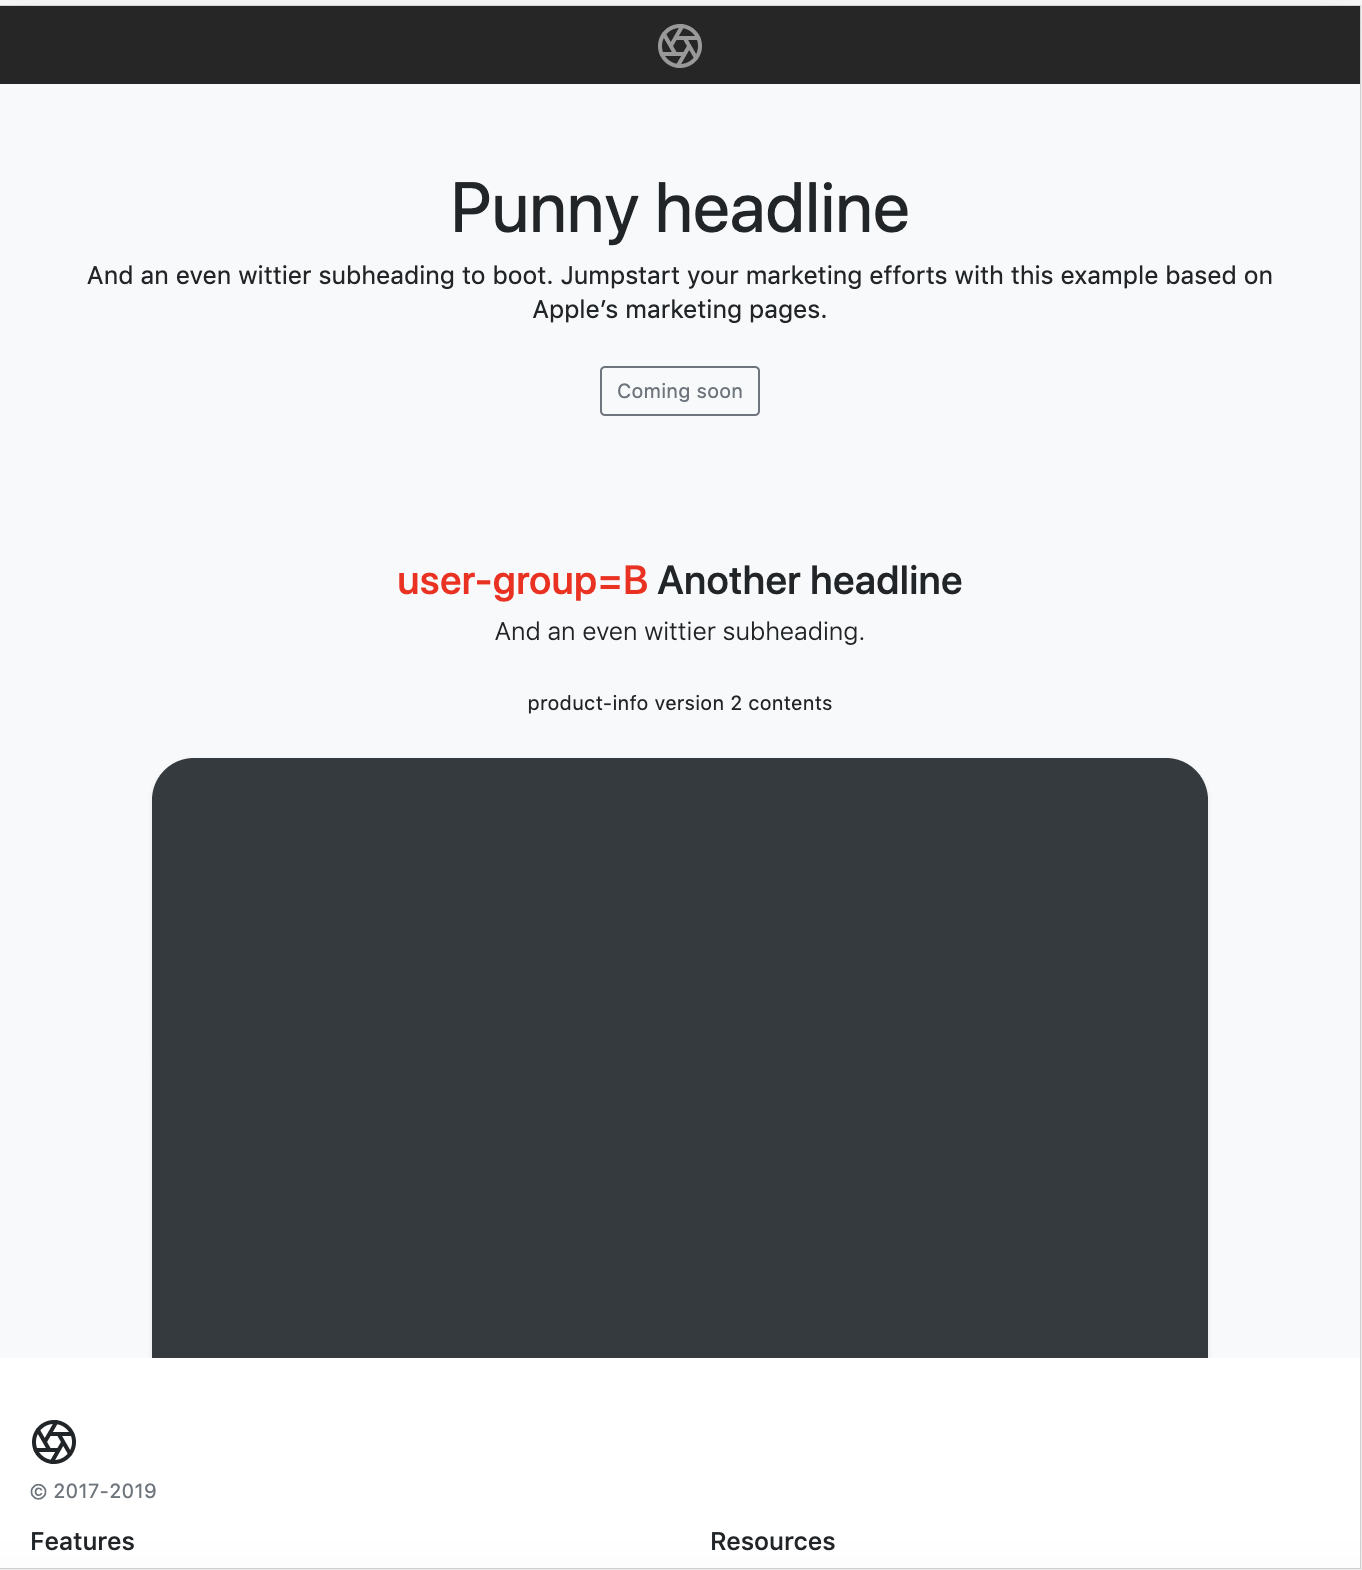 Punny headline
And an even wittier subheading to boot. Jumpstart your marketing efforts with this example based on
Apple’s marketing pages.
Coming soon
user-group=B Another headline
And an even wittier subheading.
product-info version 2 contents
© 2017-2019
Features
Resources